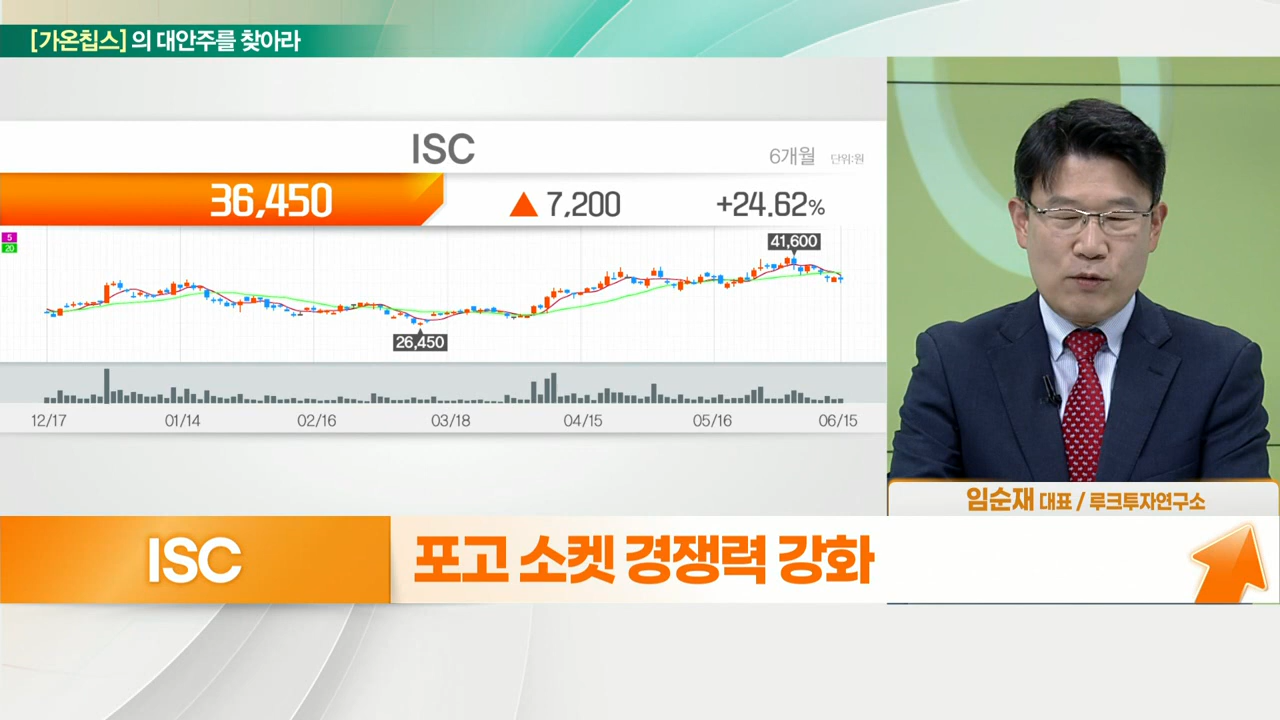 [가온칩스]의 대안주를 찾아라
ISC
6개월 단위:원
36,450 ▲ 7,200 +24.62%
5
20
41,600
26,450
12/17 01/14 02/16 03/18 04/15 05/16 06/15
임순재 대표 / 루크투자연구소
ISC 포고 소켓 경쟁력 강화